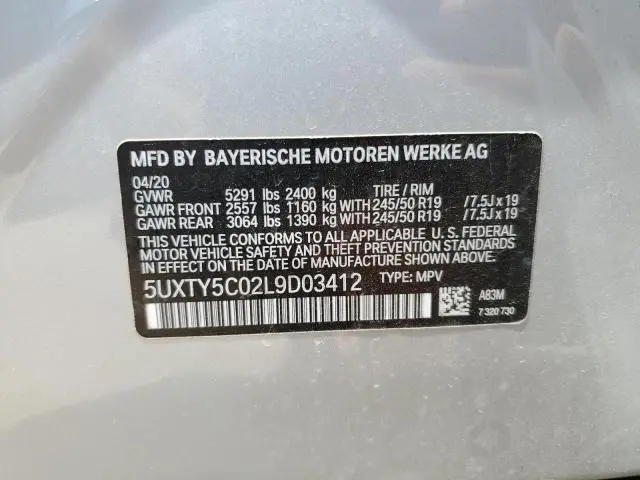 MFD BY BAYERISCHE MOTOREN WERKE AG
04/20
GVWR 5291 lbs 2400 kg TIRE / RIM
GAWR FRONT 2557 lbs 1160 kg WITH 245/50 R19 /7.5J x 19
GAWR REAR 3064 lbs 1390 kg WITH 245/50 R19 /7.5J x 19
THIS VEHICLE CONFORMS TO ALL APPLICABLE U. S. FEDERAL
MOTOR VEHICLE SAFETY AND THEFT PREVENTION STANDARDS
IN EFFECT ON THE DATE OF MANUFACTURE SHOWN ABOVE.
5UXTY5C02L9D03412 TYPE: MPV
A83M
7 320 730